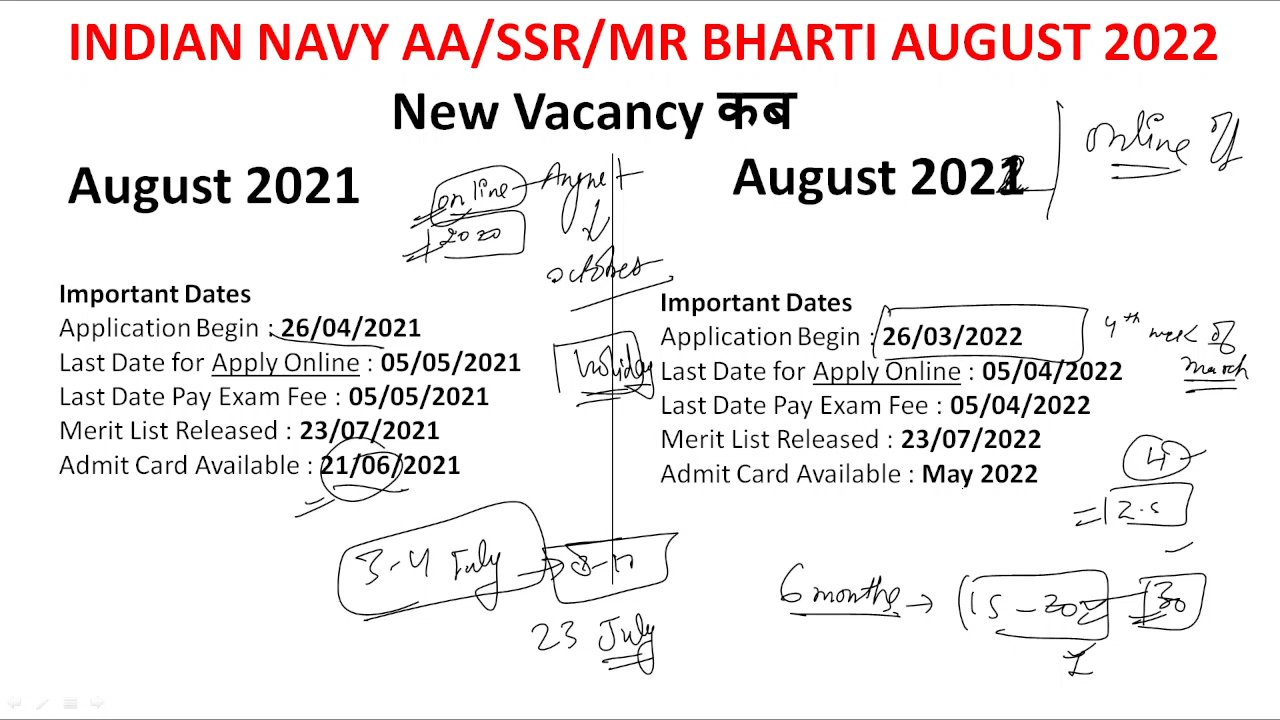 INDIAN NAVY AA/SSR/MR BHARTI AUGUST 2022
New Vacancy कब
August 2021
online
2020
August
october
holiday
Important Dates
Application Begin : 26/04/2021
Last Date for Apply Online : 05/05/2021
Last Date Pay Exam Fee : 05/05/2021
Merit List Released : 23/07/2021
Admit Card Available : 21/06/2021
3-4 July
23 July
August 2022
online
Important Dates
Application Begin : 26/03/2022
Last Date for Apply Online : 05/04/2022
Last Date Pay Exam Fee : 05/04/2022
Merit List Released : 23/07/2022
Admit Card Available : May 2022
4th week of
march
6 months
30